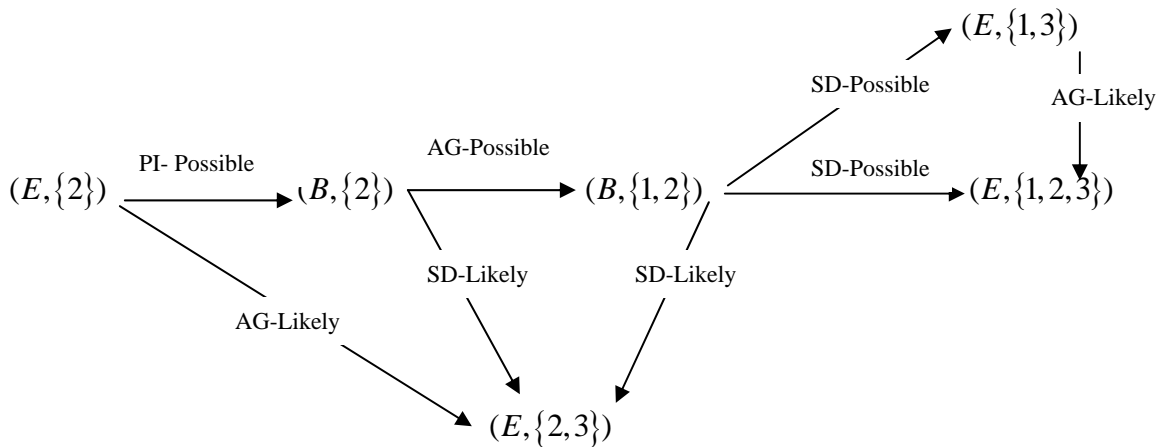 (E,{1,3})
SD-Possible
AG-Likely
PI- Possible
AG-Possible
SD-Possible
(E,{2})
(B,{2})
(B,{1,2})
(E,{1,2,3})
SD-Likely
SD-Likely
AG-Likely
(E,{2,3})